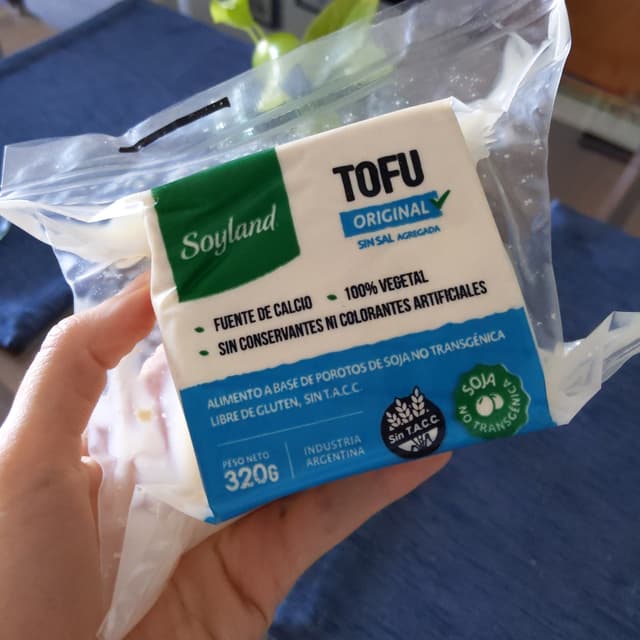 Soyland
TOFU
ORIGINAL
SIN SAL AGREGADA
FUENTE DE CALCIO
100% VEGETAL
SIN CONSERVANTES NI COLORANTES ARTIFICIALES
ALIMENTO A BASE DE POROTOS DE SOJA NO TRANSGÉNICA
LIBRE DE GLUTEN, SIN T.A.C.C
PESO NETO
320G
INDUSTRIA
ARGENTINA
Sin T.A.C.C.
SOJA
NO TRANSGÉNICA